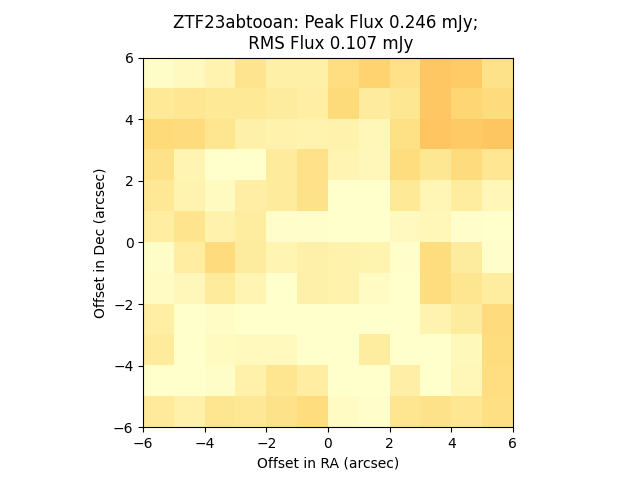 ZTF23abtooan: Peak Flux 0.246 mJy;
RMS Flux 0.107 mJy
6
4
2
0
−2
−4
−6
Offset in Dec (arcsec)
−6 −4 −2 0 2 4 6
Offset in RA (arcsec)